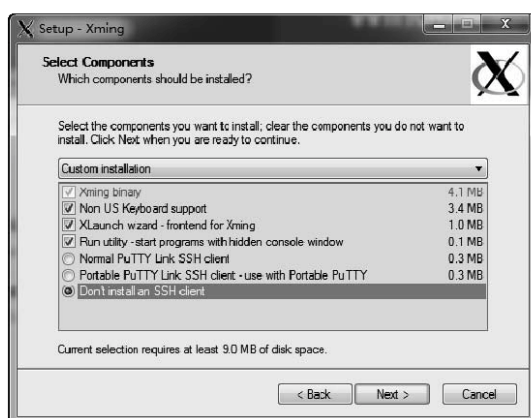 Setup - Xming
Select Components
Which components should be installed?
Select the components you want to install; clear the components you do not want to
install. Click Next when you are ready to continue.
Custom installation
Xming binary 4.1 MB
Non US Keyboard support 3.4 MB
XLaunch wizard - frontend for Xming 1.0 MB
Run utility - start programs with hidden console window 0.1 MB
Normal PuTTY Link SSH client 0.3 MB
Portable PuTTY Link SSH client - use with Portable PuTTY 0.3 MB
Don't install an SSH client
Current selection requires at least 9.0 MB of disk space.
< Back
Next >
Cancel